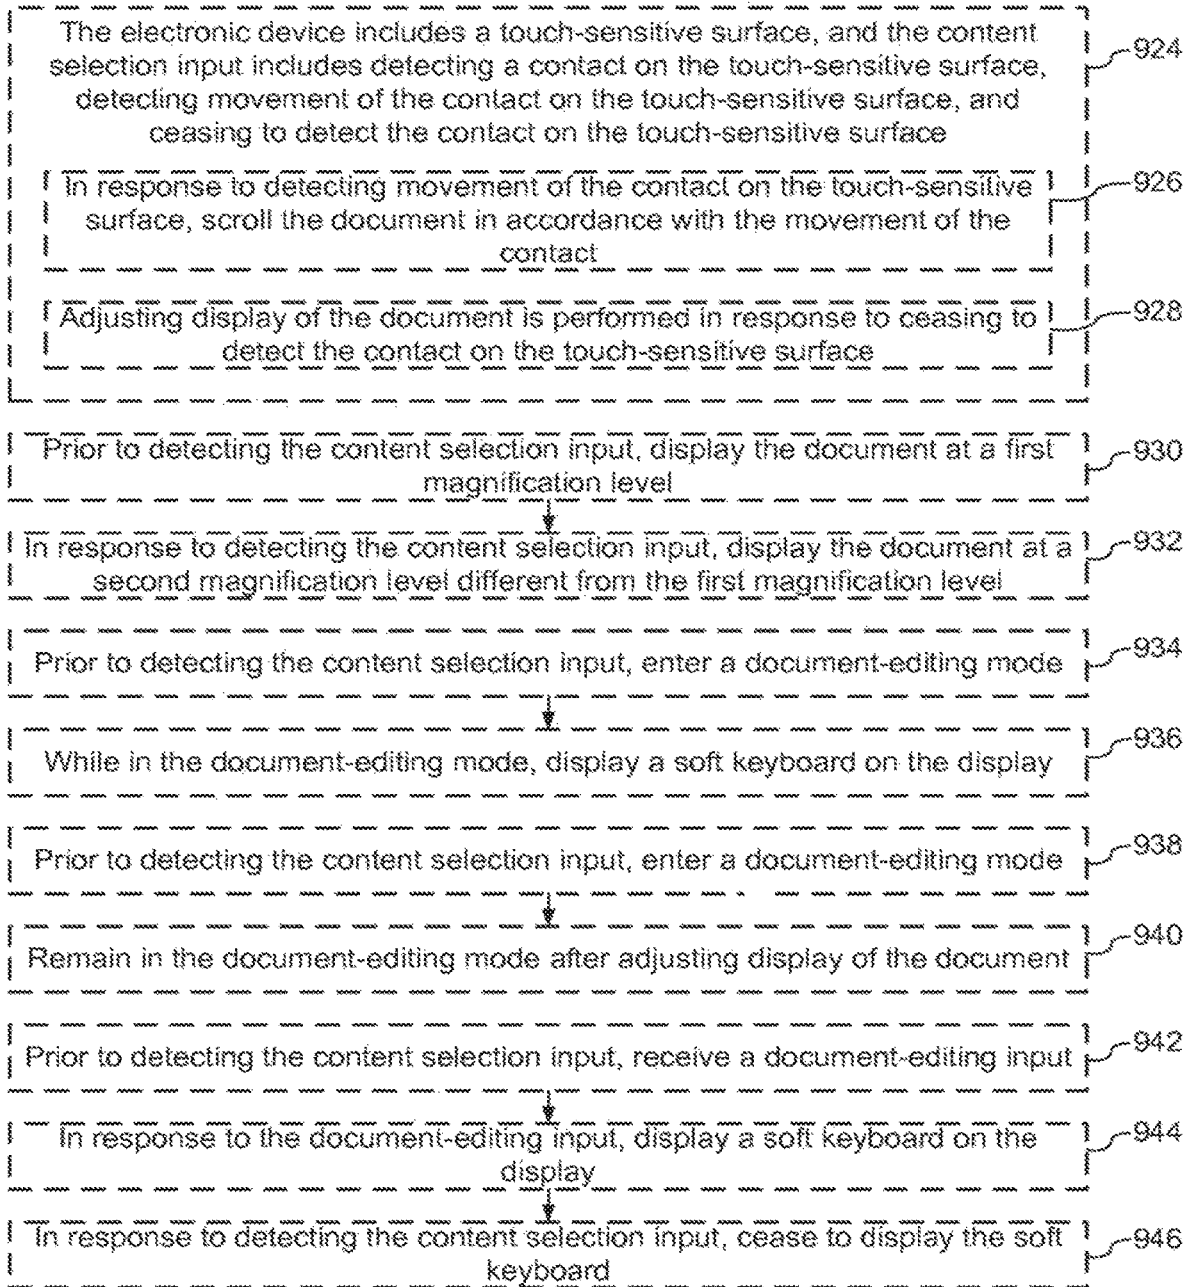 The electronic device includes a touch-sensitive surface, and the content
selection input includes detecting a contact on the touch-sensitive surface,
detecting movement of the contact on the touch-sensitive surface, and
ceasing to detect the contact on the touch-sensitive surface
924
In response to detecting movement of the contact on the touch-sensitive
surface, scroll the document in accordance with the movement of the
contact
926
Adjusting display of the document is performed in response to ceasing to
detect the contact on the touch-sensitive surface
928
Prior to detecting the content selection input, display the document at a first
magnification level
930
In response to detecting the content selection input, display the document at a
second magnification level different from the first magnification level
932
Prior to detecting the content selection input, enter a document-editing mode
934
While in the document-editing mode, display a soft keyboard on the display
936
Prior to detecting the content selection input, enter a document-editing mode
938
Remain in the document-editing mode after adjusting display of the document
940
Prior to detecting the content selection input, receive a document-editing input
942
In response to the document-editing input, display a soft keyboard on the
display
944
In response to detecting the content selection input, cease to display the soft
keyboard
946